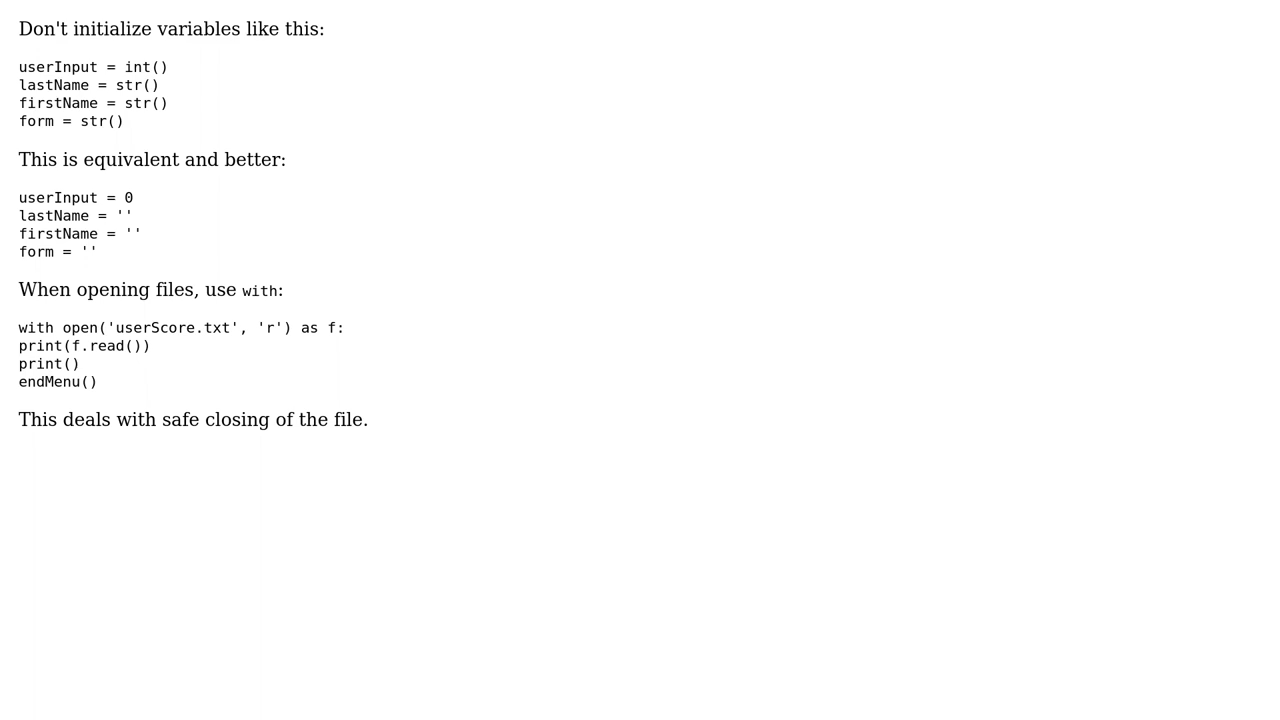 Don't initialize variables like this:
userInput = int()
lastName = str()
firstName = str()
form = str()
This is equivalent and better:
userInput = 0
lastName = ''
firstName = ''
form = ''
When opening files, use with:
with open('userScore.txt', 'r') as f:
print(f.read())
print()
endMenu()
This deals with safe closing of the file.